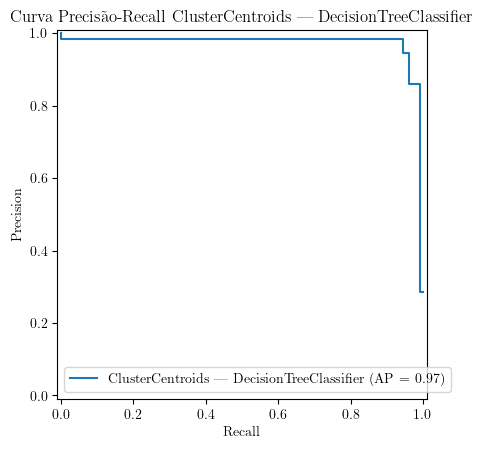 Curva Precisão-Recall ClusterCentroids — DecisionTreeClassifier
1.0
0.8
0.6
0.4
0.2
0.0
Precision
ClusterCentroids — DecisionTreeClassifier (AP = 0.97)
0.0 0.2 0.4 0.6 0.8 1.0
Recall